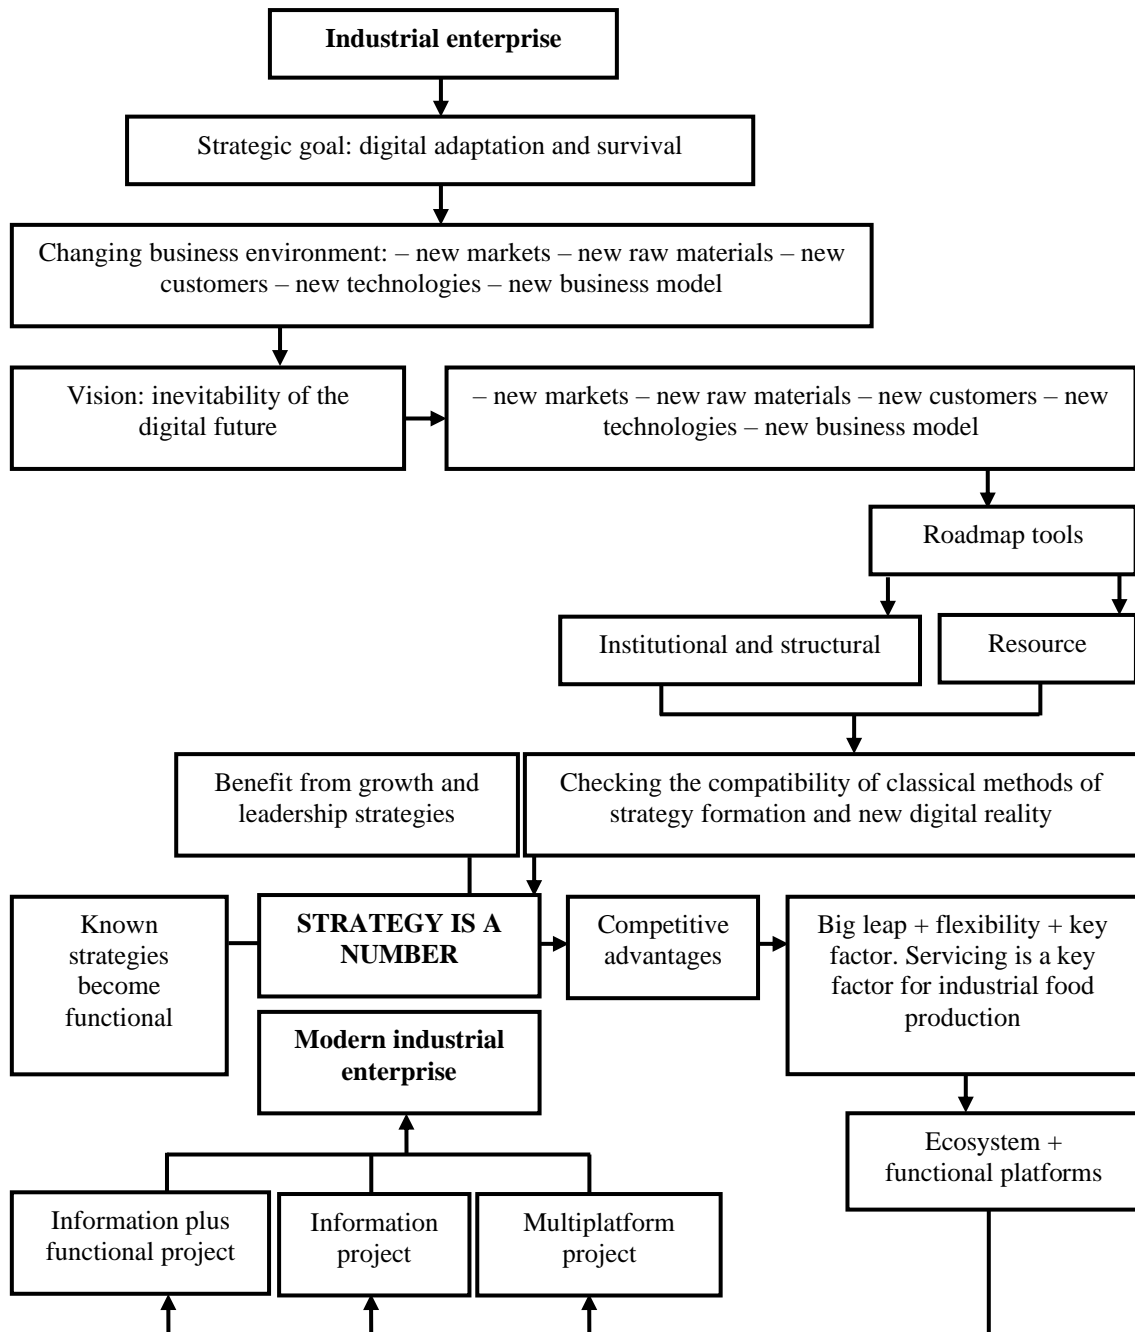 Industrial enterprise
Strategic goal: digital adaptation and survival
Changing business environment: – new markets – new raw materials – new
customers – new technologies – new business model
Vision: inevitability of the
digital future
– new markets – new raw materials – new customers – new
technologies – new business model
Roadmap tools
Institutional and structural
Resource
Benefit from growth and
leadership strategies
Checking the compatibility of classical methods of
strategy formation and new digital reality
Known
strategies
become
functional
STRATEGY IS A
NUMBER
Competitive
advantages
Big leap + flexibility + key
factor. Servicing is a key
factor for industrial food
production
Modern industrial
enterprise
Ecosystem +
functional platforms
Information plus
functional project
Information
project
Multiplatform
project